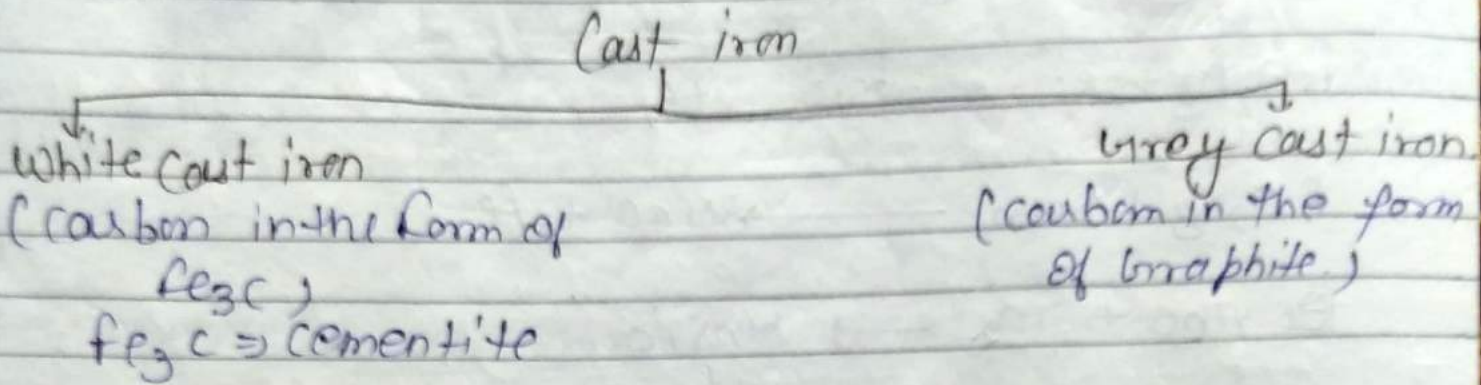 Cast iron
White Cast iron
Grey Cast iron
(carbon in the form of
Fe3C)
(carbon in the form
of Graphite)
Fe3C => Cementite